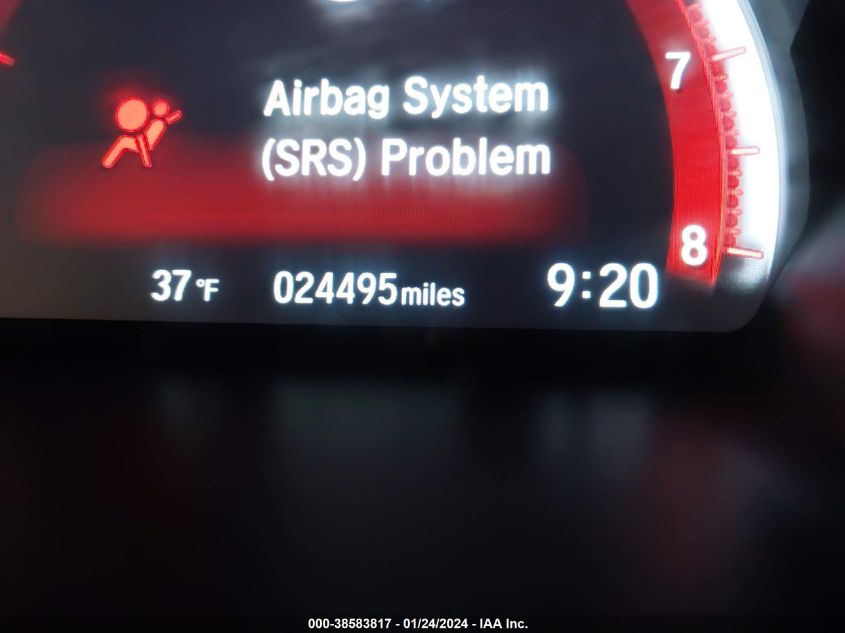 7
Airbag System
(SRS) Problem
8
37 °F 024495 miles 9:20
000-38583817 - 01/24/2024 - IAA Inc.